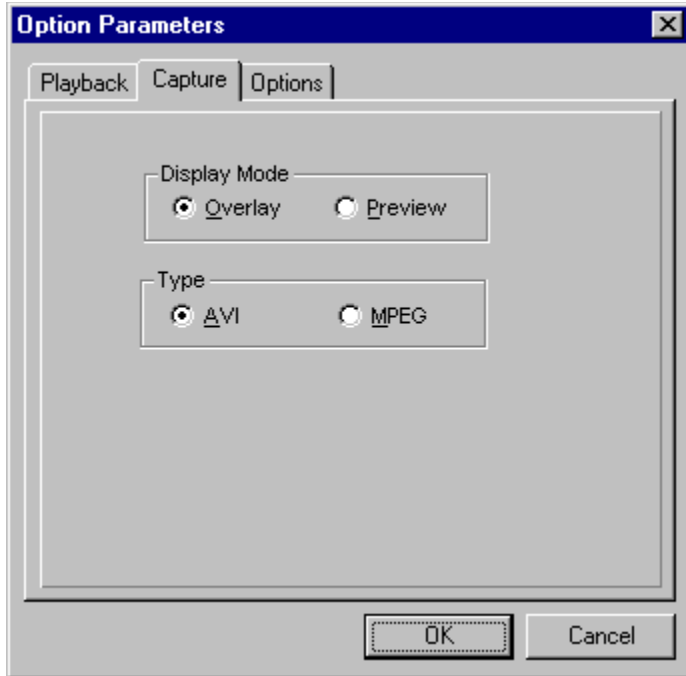 Option Parameters
Playback Capture Options
Display Mode
Overlay Preview
Type
AVI MPEG
OK Cancel